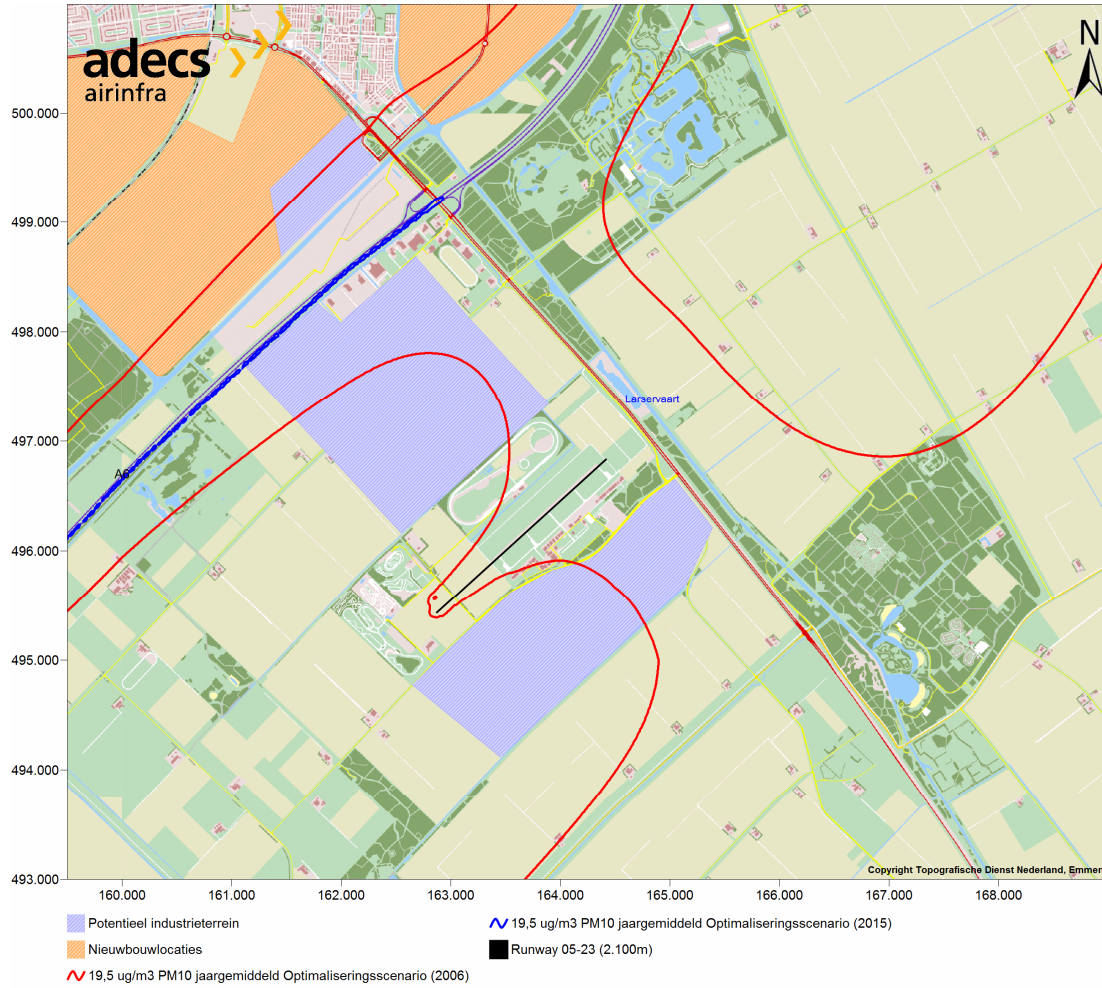 adecs
airinfra
N
500.000
499.000
498.000
Larservaart
497.000
A6
496.000
495.000
494.000
Copyright Topografische Dienst Nederland, Emmen
493.000
160.000 161.000 162.000 163.000 164.000 165.000 166.000 167.000 168.000
Potentieel industrieterrein
19,5 ug/m3 PM10 jaargemiddeld Optimaliseringsscenario (2015)
Nieuwbouwlocaties
Runway 05-23 (2.100m)
19,5 ug/m3 PM10 jaargemiddeld Optimaliseringsscenario (2006)